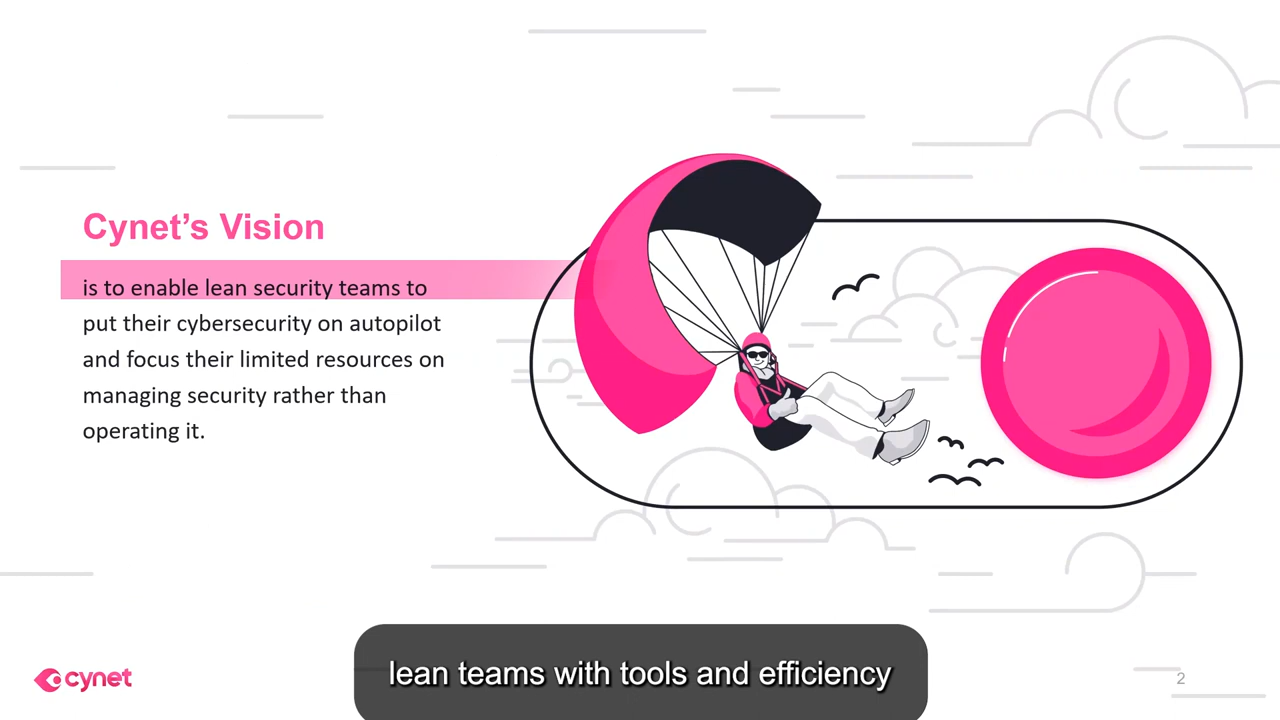 Cynet’s Vision
is to enable lean security teams to
put their cybersecurity on autopilot
and focus their limited resources on
managing security rather than
operating it.
cynet
lean teams with tools and efficiency
2